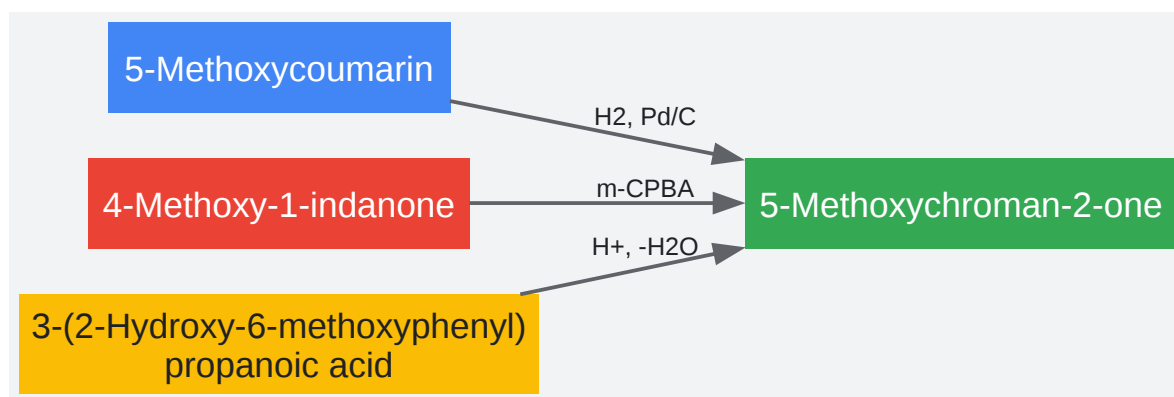 5-Methoxycoumarin
H2, Pd/C
4-Methoxy-1-indanone
m-CPBA
5-Methoxychroman-2-one
H+, -H2O
3-(2-Hydroxy-6-methoxyphenyl)
propanoic acid